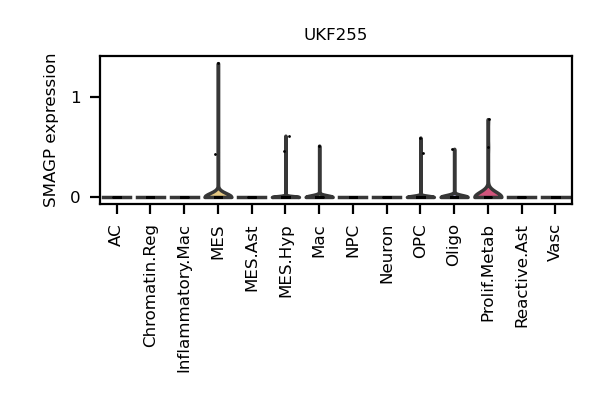 UKF255
SMAGP expression
1
0
AC
Chromatin.Reg
Inflammatory.Mac
MES
MES.Ast
MES.Hyp
Mac
NPC
Neuron
OPC
Oligo
Prolif.Metab
Reactive.Ast
Vasc